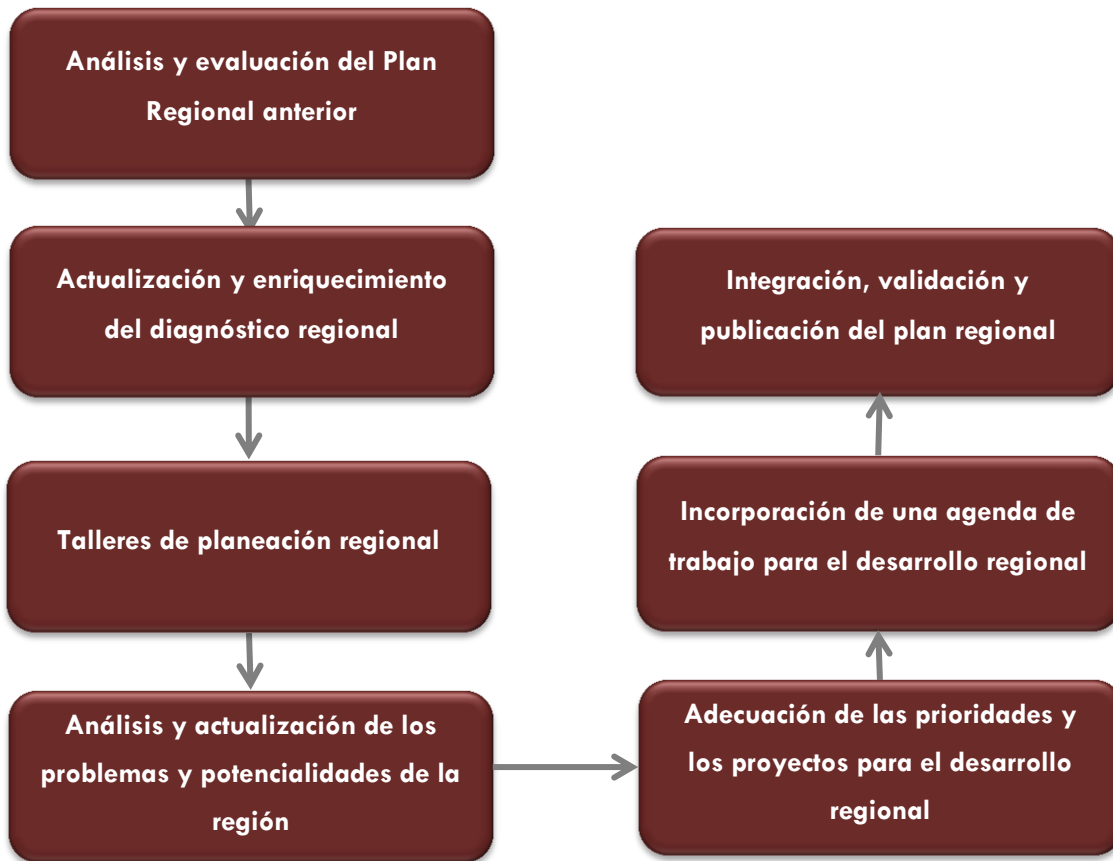 Análisis y evaluación del Plan
Regional anterior
Actualización y enriquecimiento
del diagnóstico regional
Talleres de planeación regional
Análisis y actualización de los
problemas y potencialidades de la
región
Adecuación de las prioridades y
los proyectos para el desarrollo
regional
Incorporación de una agenda de
trabajo para el desarrollo regional
Integración, validación y
publicación del plan regional